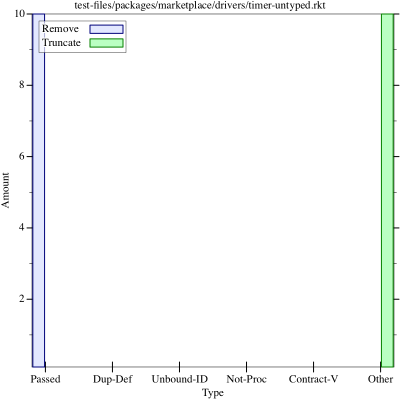 test-files/packages/marketplace/drivers/timer-untyped.rkt
10
Remove
Truncate
8
6
Amount
4
2
Passed Dup-Def Unbound-ID Not-Proc Contract-V Other
Type